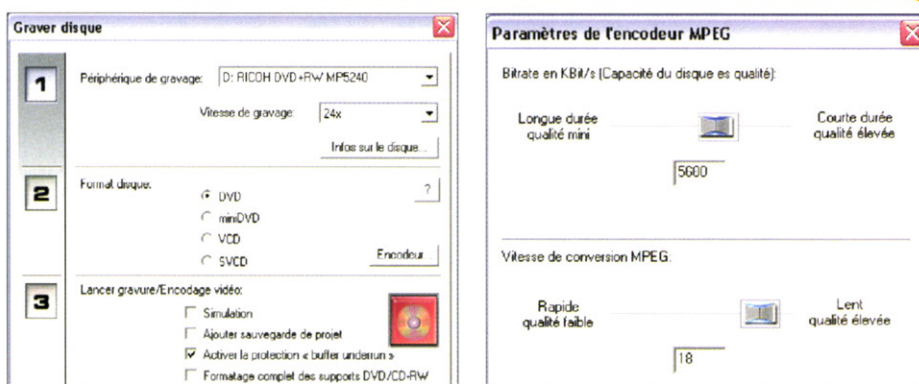 Graver disque
1
Périphérique de gravage: D: RICOH DVD+RW MP5240
Vitesse de gravage: 24x
Infos sur le disque...
2
Format disque:
?
DVD
miniDVD
VCD
SVCD
Encodeur...
3
Lancer gravure/Encodage vidéo:
Simulation
Ajouter sauvegarde de projet
Activer la protection « buffer underrun »
Formatage complet des supports DVD/CD-RW
Paramètres de l'encodeur MPEG
Bitrate en KBit/s (Capacité du disque es qualité):
Longue durée
qualité mini
Courte durée
qualité élevée
5600
Vitesse de conversion MPEG:
Rapide
qualité faible
Lent
qualité élevée
18